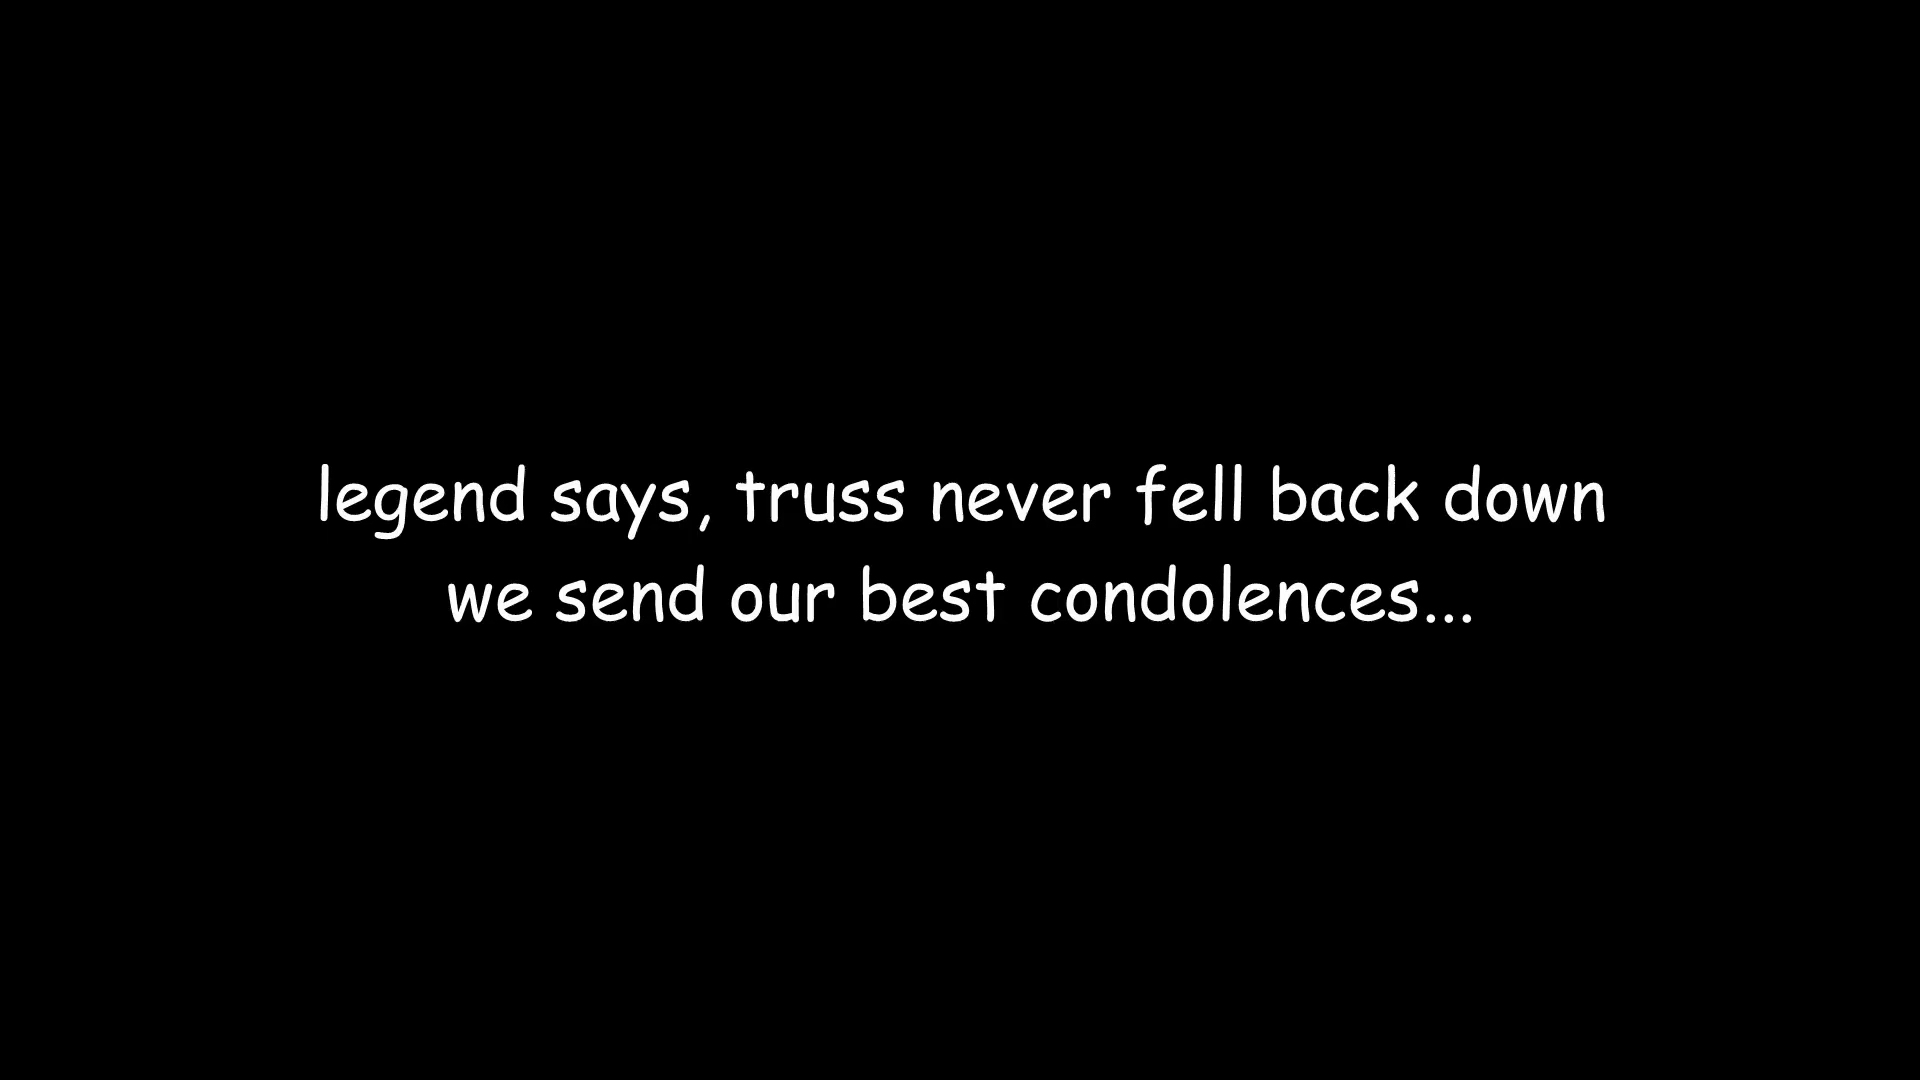 legend says, truss never fell back down
we send our best condolences...